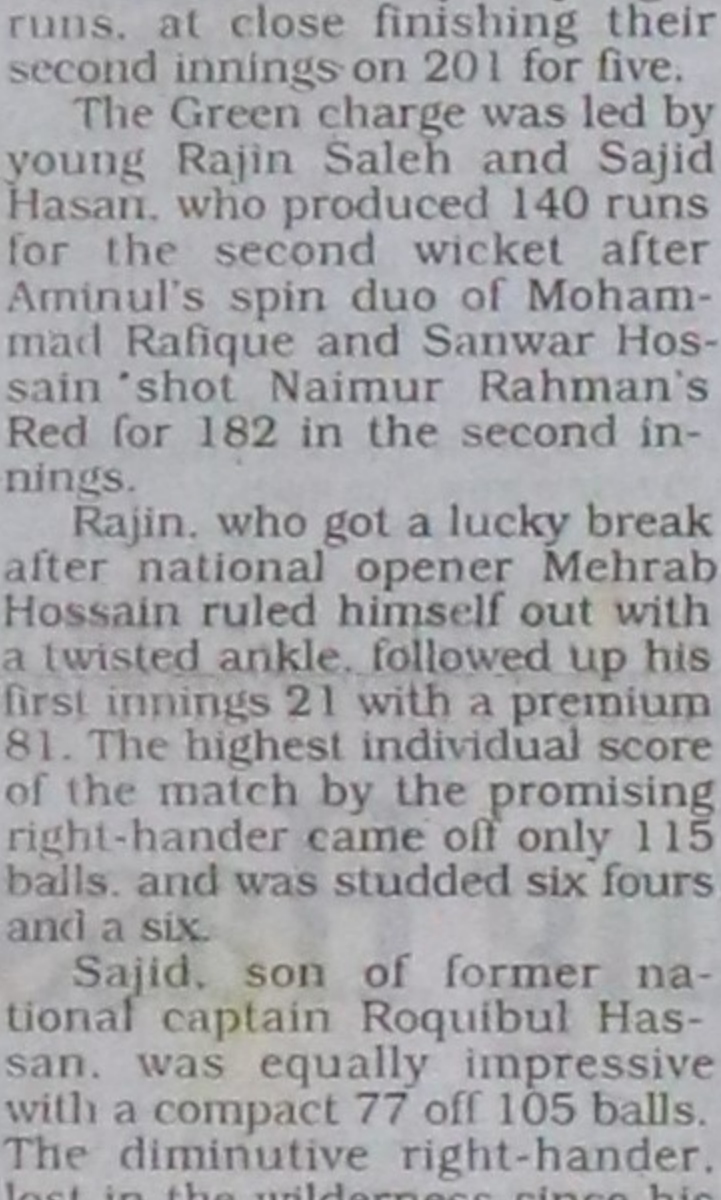 runs, at close finishing their
second innings on 201 for five.
The Green charge was led by
young Rajin Saleh and Sajid
Hasan, who produced 140 runs
for the second wicket after
Aminul's spin duo of Moham-
mad Rafique and Sanwar Hos-
sain 'shot Naimur Rahman's
Red for 182 in the second in-
nings.
Rajin, who got a lucky break
after national opener Mehrab
Hossain ruled himself out with
a twisted ankle, followed up his
first innings 21 with a premium
81. The highest individual score
of the match by the promising
right-hander came off only 115
balls, and was studded six fours
and a six.
Sajid, son of former na-
tional captain Roquibul Has-
san, was equally impressive
with a compact 77 off 105 balls.
The diminutive right-hander,
lost in the wilderness since his